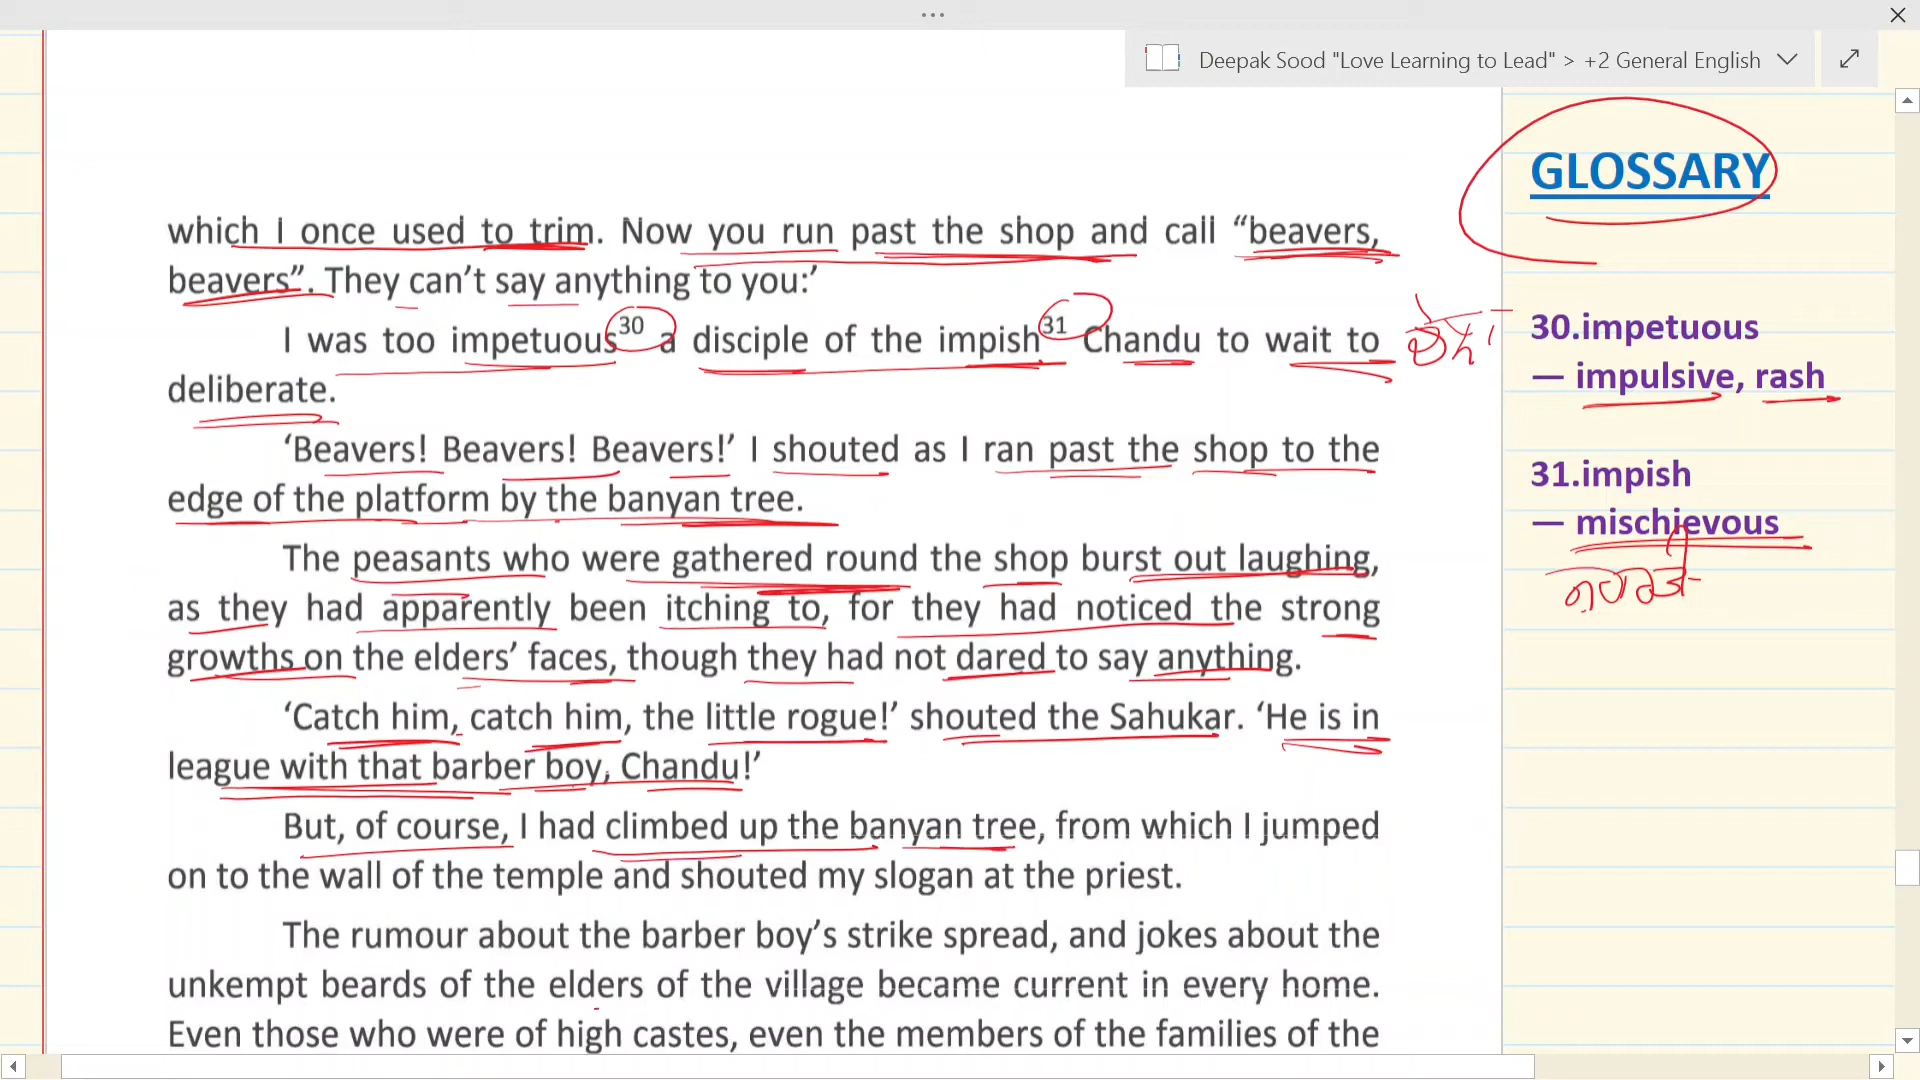 Deepak Sood "Love Learning to Lead" > +2 General English
GLOSSARY
which I once used to trim. Now you run past the shop and call “beavers,
beavers”. They can’t say anything to you:’
I was too impetuous30 a disciple of the impish31 Chandu to wait to
deliberate.
‘Beavers! Beavers! Beavers!’ I shouted as I ran past the shop to the
edge of the platform by the banyan tree.
The peasants who were gathered round the shop burst out laughing,
as they had apparently been itching to, for they had noticed the strong
growths on the elders’ faces, though they had not dared to say anything.
‘Catch him, catch him, the little rogue!’ shouted the Sahukar. ‘He is in
league with that barber boy, Chandu!’
But, of course, I had climbed up the banyan tree, from which I jumped
on to the wall of the temple and shouted my slogan at the priest.
The rumour about the barber boy’s strike spread, and jokes about the
unkempt beards of the elders of the village became current in every home.
Even those who were of high castes, even the members of the families of the
30.impetuous
— impulsive, rash
31.impish
— mischievous